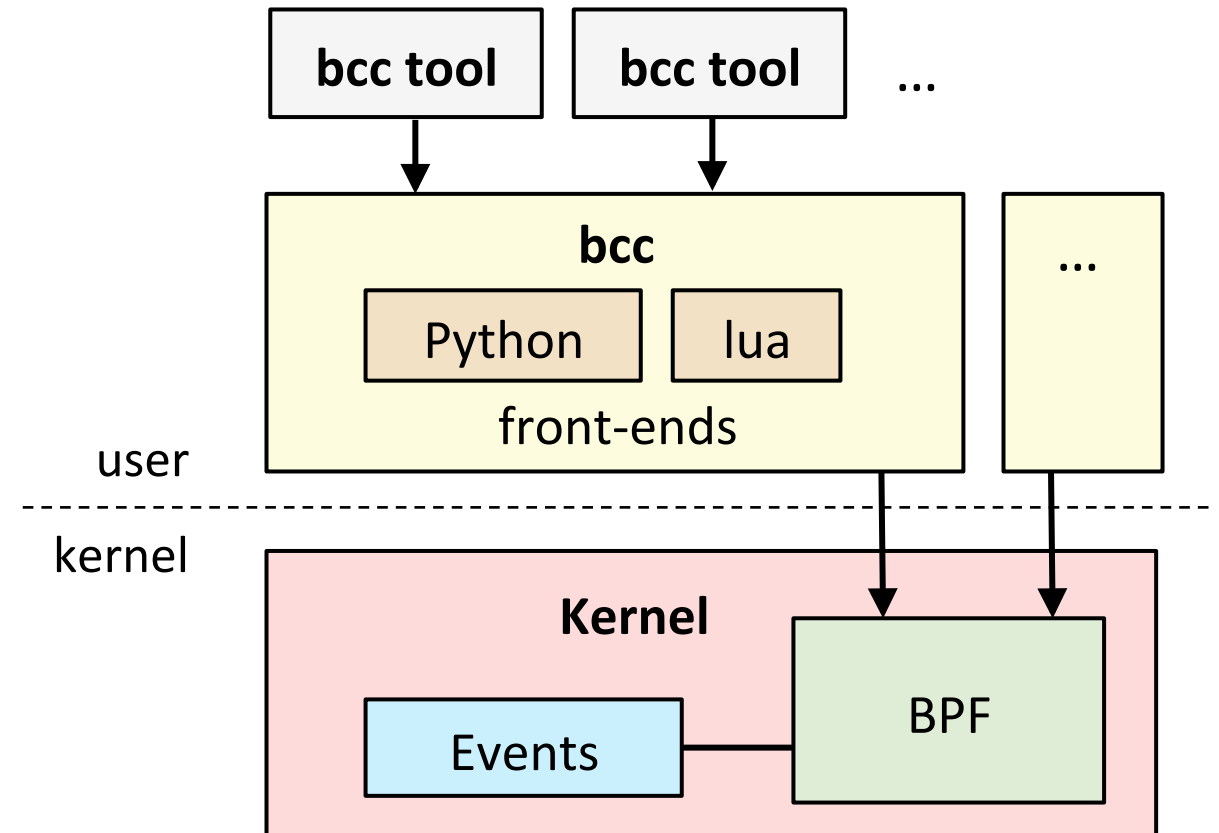 bcc tool
bcc tool
...
bcc
...
Python
lua
front-ends
user
kernel
Kernel
BPF
Events